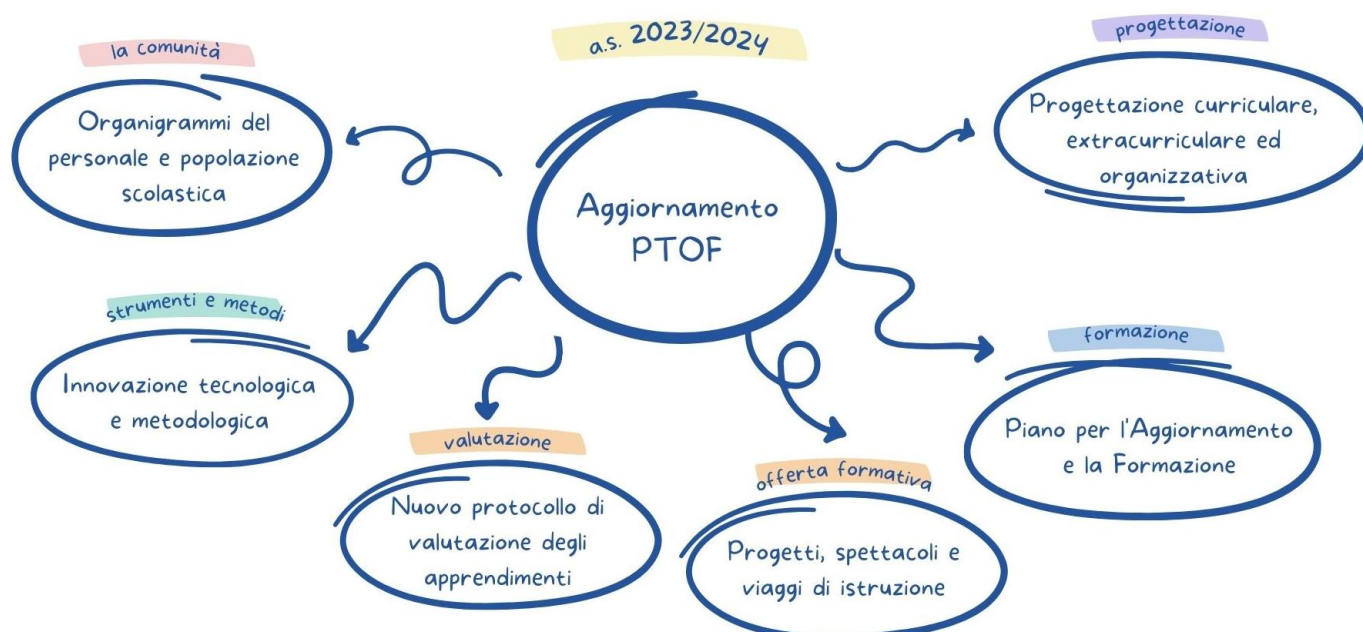 a.s. 2023/2024
Aggiornamento
PTOF
la comunità
Organigrammi del
personale e popolazione
scolastica
strumenti e metodi
Innovazione tecnologica
e metodologica
valutazione
Nuovo protocollo di
valutazione degli
apprendimenti
offerta formativa
Progetti, spettacoli e
viaggi di istruzione
formazione
Piano per l'Aggiornamento
e la Formazione
progettazione
Progettazione curriculare,
extracurriculare ed
organizzativa